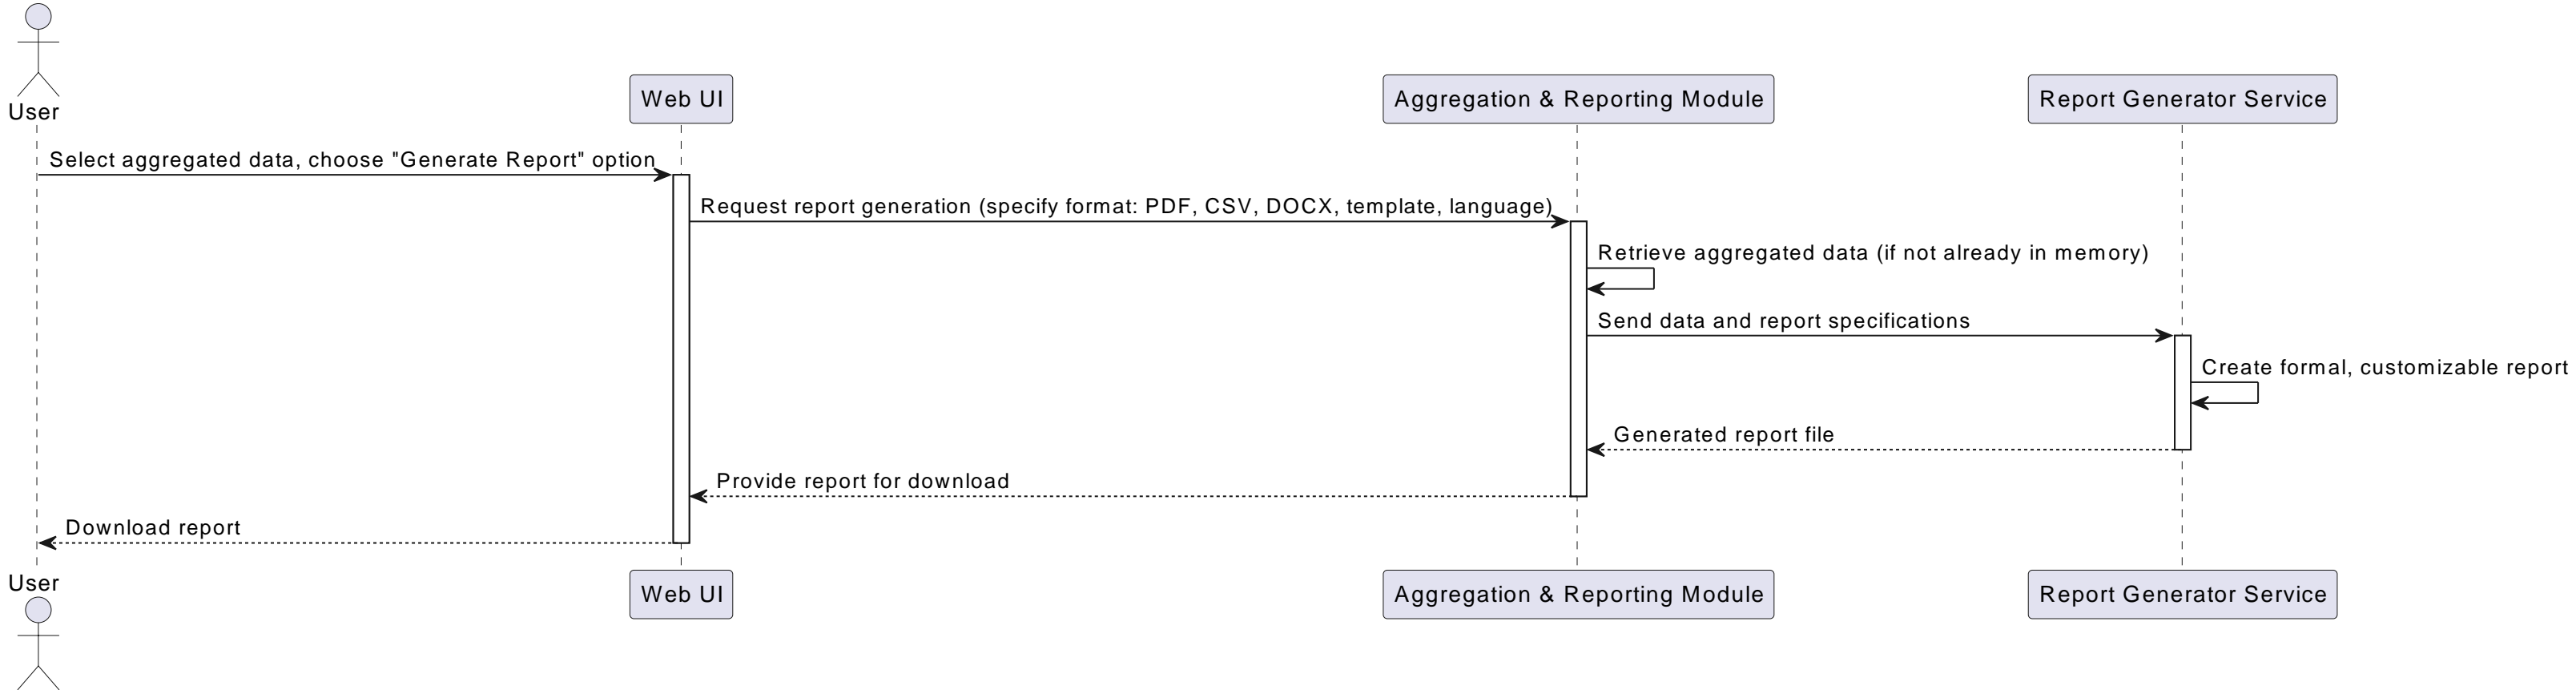 User
Web UI
Aggregation & Reporting Module
Report Generator Service
Select aggregated data, choose "Generate Report" option
Request report generation (specify format: PDF, CSV, DOCX, template, language)
Retrieve aggregated data (if not already in memory)
Send data and report specifications
Create formal, customizable report
Generated report file
Provide report for download
Download report
User
Web UI
Aggregation & Reporting Module
Report Generator Service